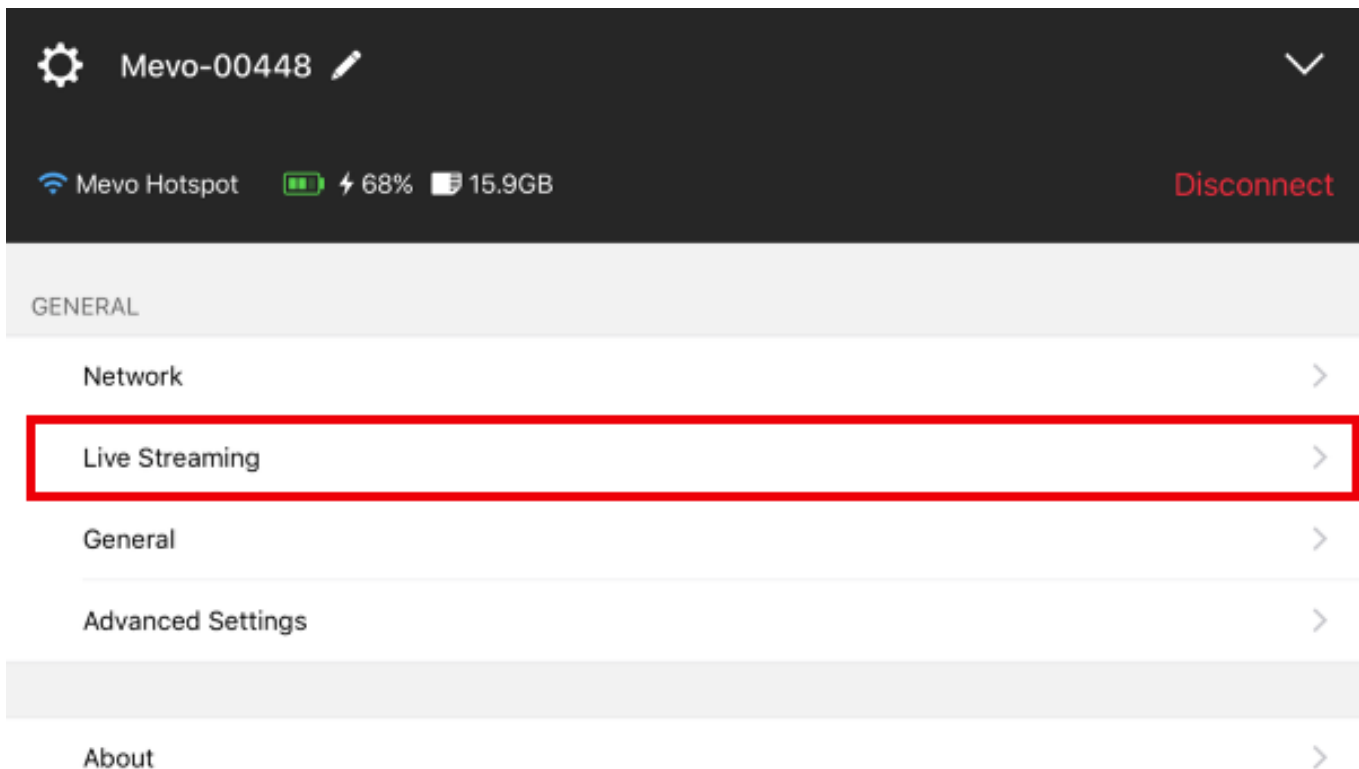 Mevo-00448
Mevo Hotspot 68% 15.9GB Disconnect
GENERAL
Network
Live Streaming
General
Advanced Settings
About